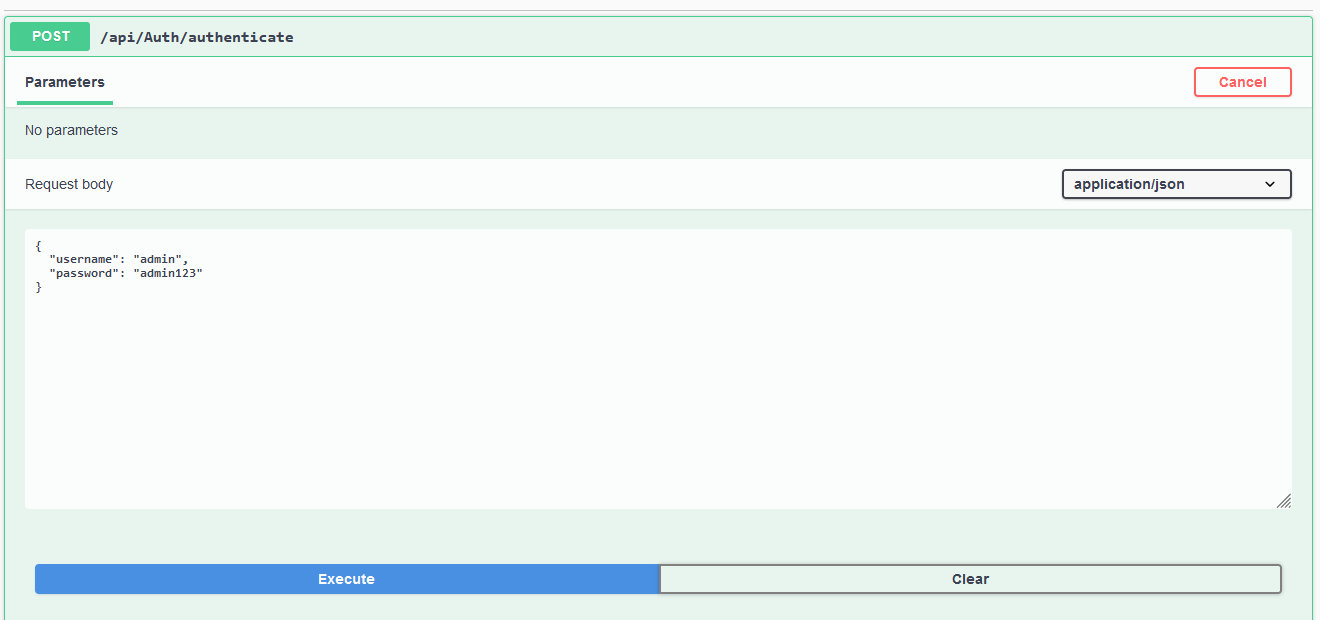 POST /api/Auth/authenticate
Parameters Cancel
No parameters
Request body application/json
{
  "username": "admin",
  "password": "admin123"
}
Execute Clear